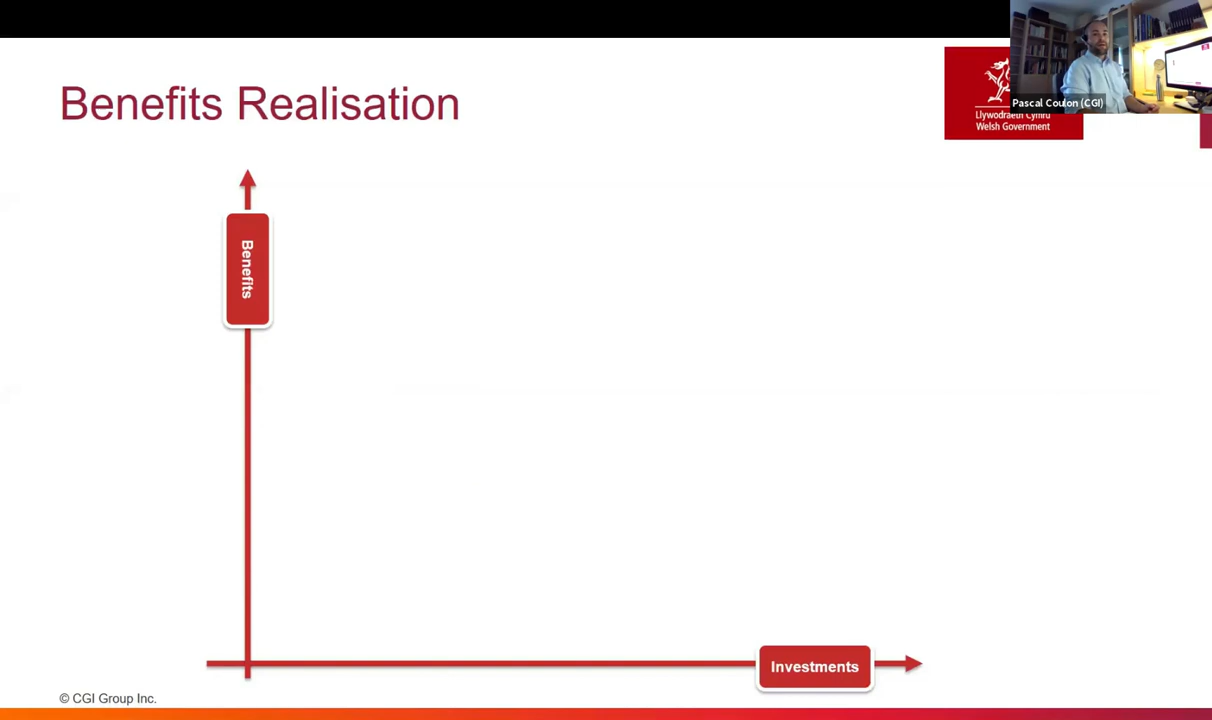 Benefits Realisation
Pascal Coulon (CGI)
Llywodraeth Cymru
Welsh Government
Benefits
Investments
© CGI Group Inc.